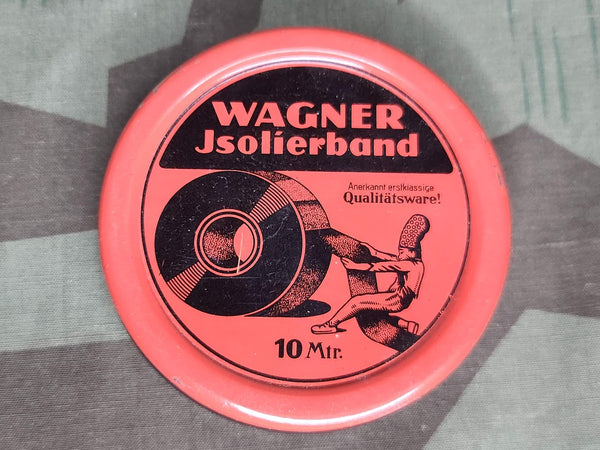 WAGNER
Jsolierband
Anerkannt erstklassige
Qualitätsware!
10 Mtr.